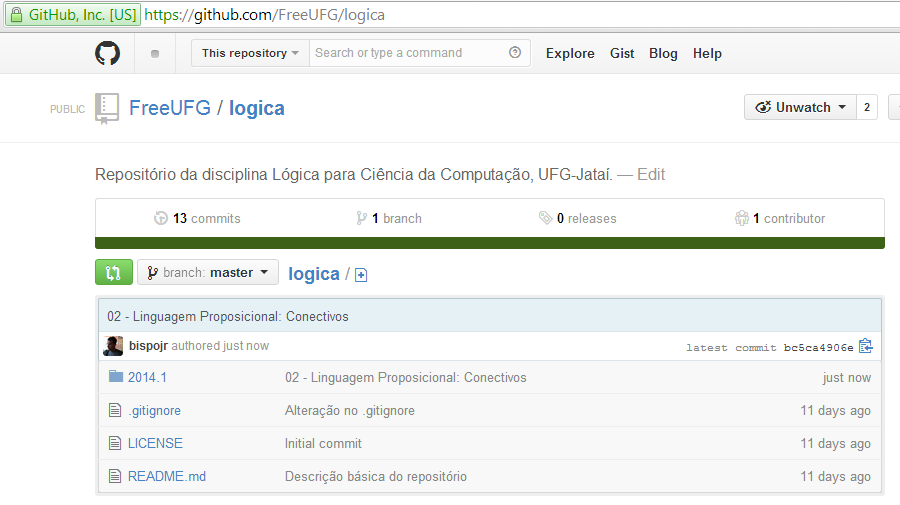 GitHub, Inc. [US] https://github.com/FreeUFG/logica
This repository Search or type a command Explore Gist Blog Help
PUBLIC FreeUFG / logica Unwatch 2
Repositório da disciplina Lógica para Ciência da Computação, UFG-Jataí. — Edit
13 commits 1 branch 0 releases 1 contributor
branch: master logica /
02 - Linguagem Proposicional: Conectivos
bispojr authored just now latest commit bc5ca4906e
2014.1 02 - Linguagem Proposicional: Conectivos just now
.gitignore Alteração no .gitignore 11 days ago
LICENSE Initial commit 11 days ago
README.md Descrição básica do repositório 11 days ago